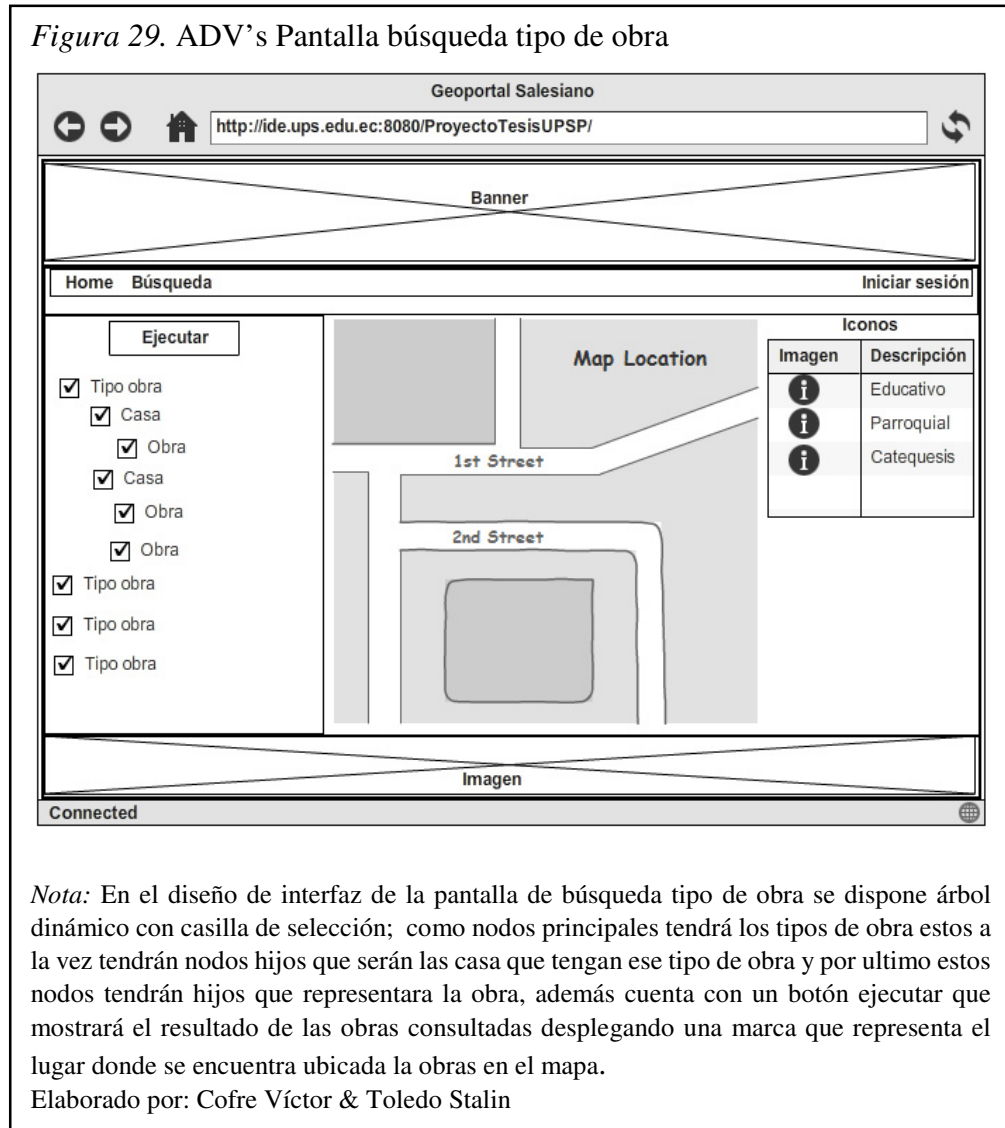 Figura 29. ADV’s Pantalla búsqueda tipo de obra
Geoportal Salesiano
http://ide.ups.edu.ec:8080/ProyectoTesisUPSP/
Banner
Home Búsqueda Iniciar sesión
Ejecutar
Tipo obra
Casa
Obra
Casa
Obra
Obra
Tipo obra
Tipo obra
Tipo obra
Map Location
1st Street
2nd Street
Iconos
Imagen Descripción
Educativo
Parroquial
Catequesis
Imagen
Connected
Nota: En el diseño de interfaz de la pantalla de búsqueda tipo de obra se dispone árbol
dinámico con casilla de selección; como nodos principales tendrá los tipos de obra estos a
la vez tendrán nodos hijos que serán las casa que tengan ese tipo de obra y por ultimo estos
nodos tendrán hijos que representara la obra, además cuenta con un botón ejecutar que
mostrará el resultado de las obras consultadas desplegando una marca que representa el
lugar donde se encuentra ubicada la obras en el mapa.
Elaborado por: Cofre Víctor & Toledo Stalin